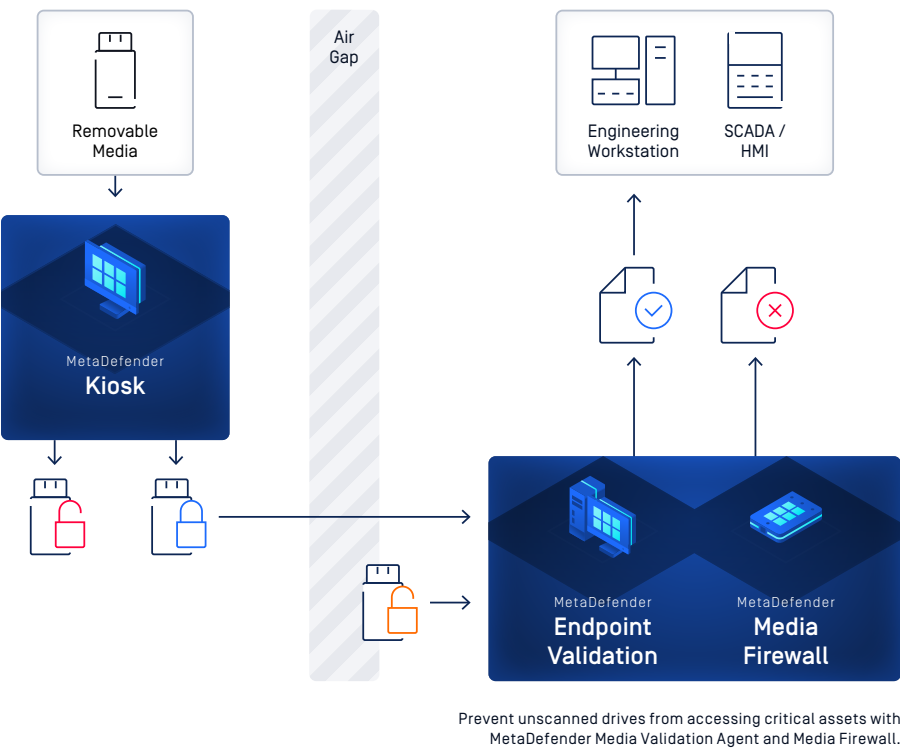 Air
Gap
Removable
Media
Engineering
Workstation
SCADA /
HMI
MetaDefender
Kiosk
MetaDefender
Endpoint
Validation
MetaDefender
Media
Firewall
Prevent unscanned drives from accessing critical assets with
MetaDefender Media Validation Agent and Media Firewall.